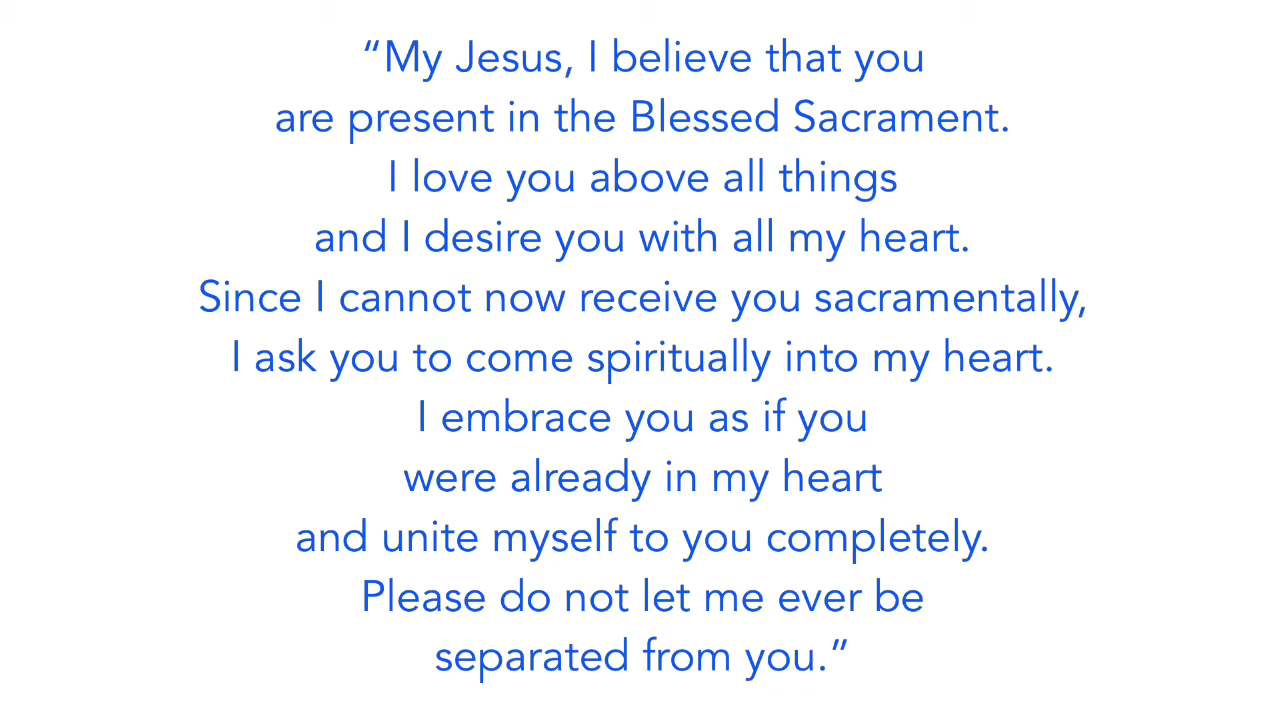 “My Jesus, I believe that you
are present in the Blessed Sacrament.
I love you above all things
and I desire you with all my heart.
Since I cannot now receive you sacramentally,
I ask you to come spiritually into my heart.
I embrace you as if you
were already in my heart
and unite myself to you completely.
Please do not let me ever be
separated from you.”